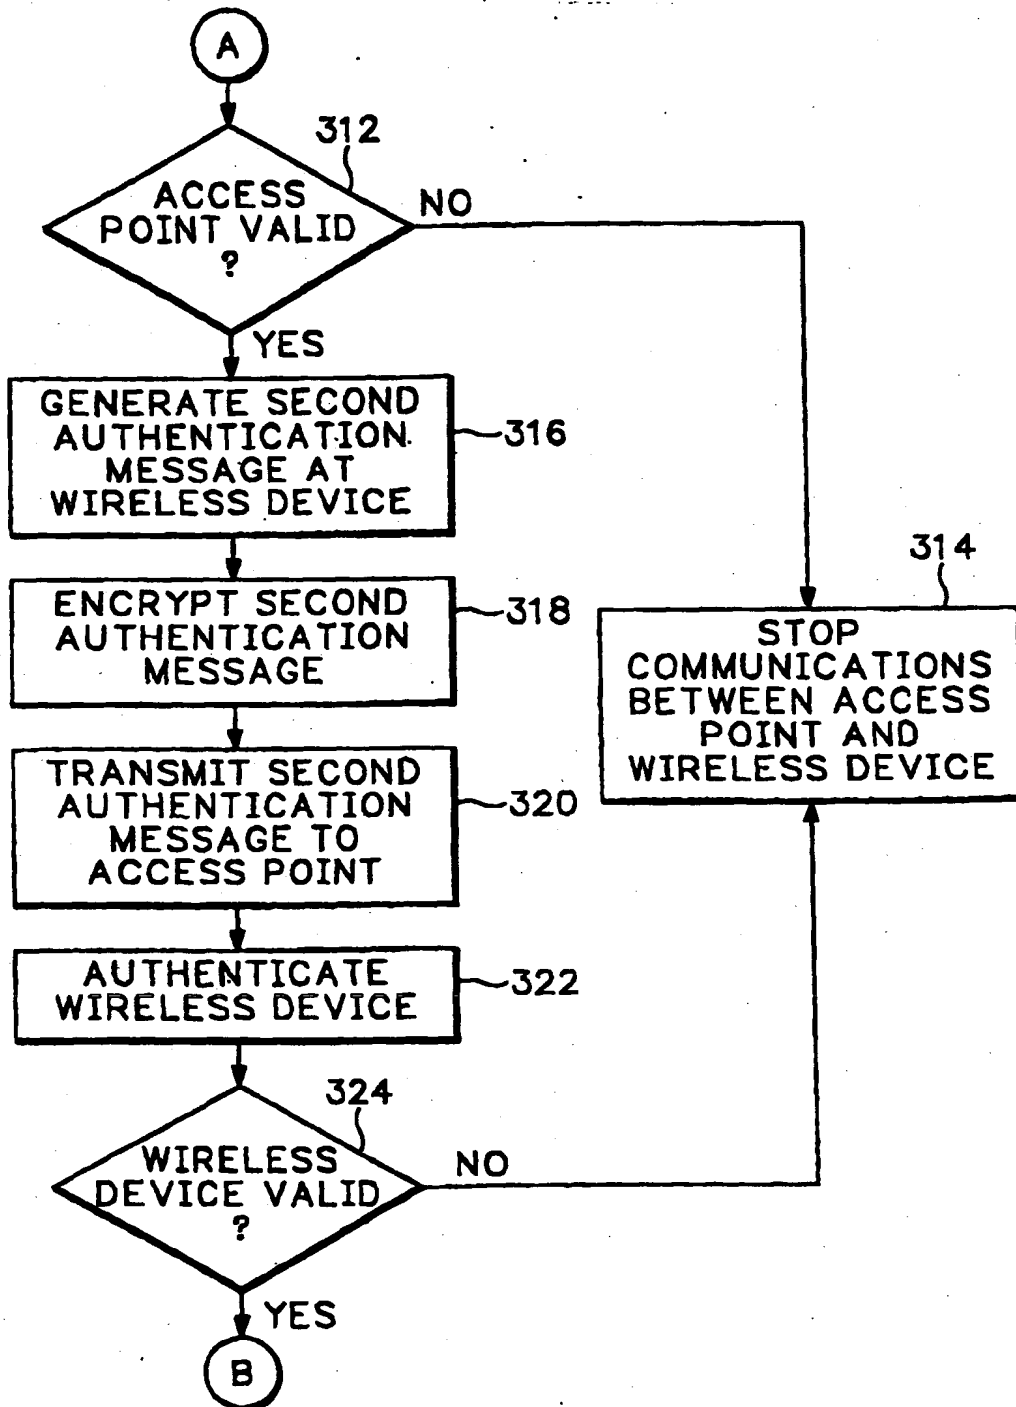 A
312
ACCESS
POINT VALID
?
NO
YES
GENERATE SECOND
AUTHENTICATION
MESSAGE AT
WIRELESS DEVICE
316
ENCRYPT SECOND
AUTHENTICATION
MESSAGE
318
314
STOP
COMMUNICATIONS
BETWEEN ACCESS
POINT AND
WIRELESS DEVICE
TRANSMIT SECOND
AUTHENTICATION
MESSAGE TO
ACCESS POINT
320
AUTHENTICATE
WIRELESS DEVICE
322
324
WIRELESS
DEVICE VALID
?
NO
YES
B